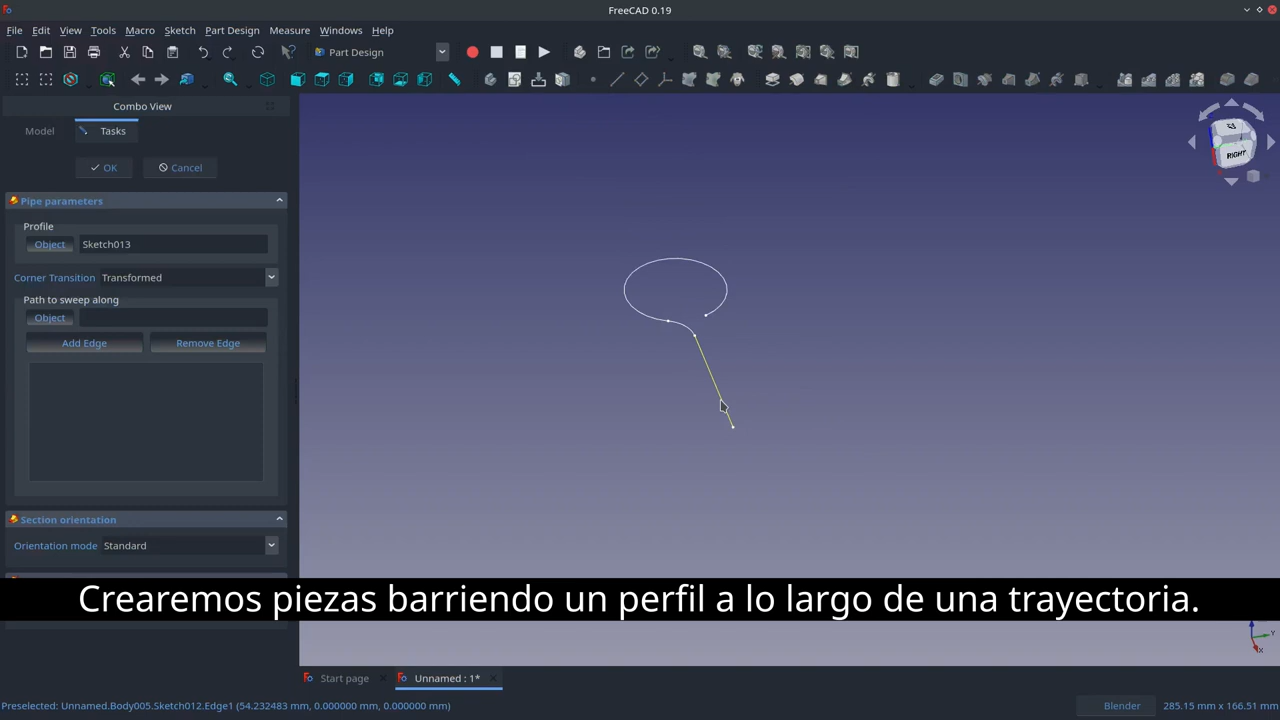 FreeCAD 0.19
File Edit View Tools Macro Sketch Part Design Measure Windows Help
Part Design
Combo View
Model Tasks
OK Cancel
Pipe parameters
Profile
Object Sketch013
Corner Transition Transformed
Path to sweep along
Object
Add Edge Remove Edge
Section orientation
Orientation mode Standard
RIGHT
Crearemos piezas barriendo un perfil a lo largo de una trayectoria.
Y
X
Start page Unnamed : 1*
Preselected: Unnamed.Body005.Sketch012.Edge1 (54.232483 mm, 0.000000 mm, 0.000000 mm) Blender 285.15 mm x 166.51 mm